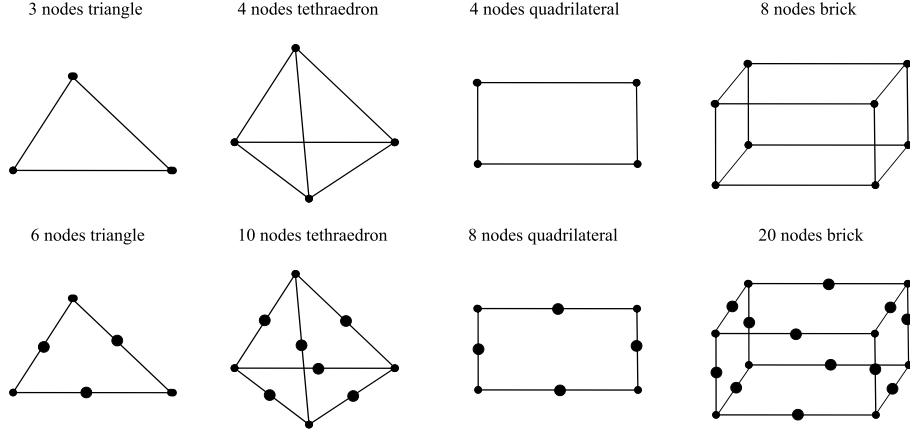 3 nodes triangle
4 nodes tethraedron
4 nodes quadrilateral
8 nodes brick
6 nodes triangle
10 nodes tethraedron
8 nodes quadrilateral
20 nodes brick